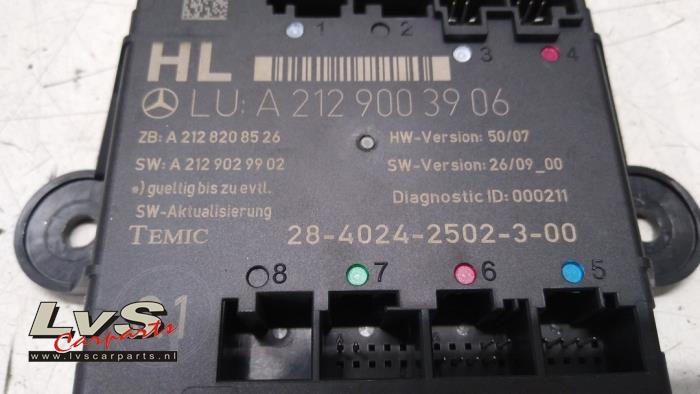 1 2 3 4
HL
LU: A 212 900 39 06
ZB: A 212 820 85 26 HW-Version: 50/07
SW: A 212 902 99 02 SW-Version: 26/09_00
*) gueltig bis zu evtl. Diagnostic ID: 000211
SW-Aktualisierung
TEMIC 28-4024-2502-3-00
8 7 6 5
1
LvS
Carparts
www.lvscarparts.nl